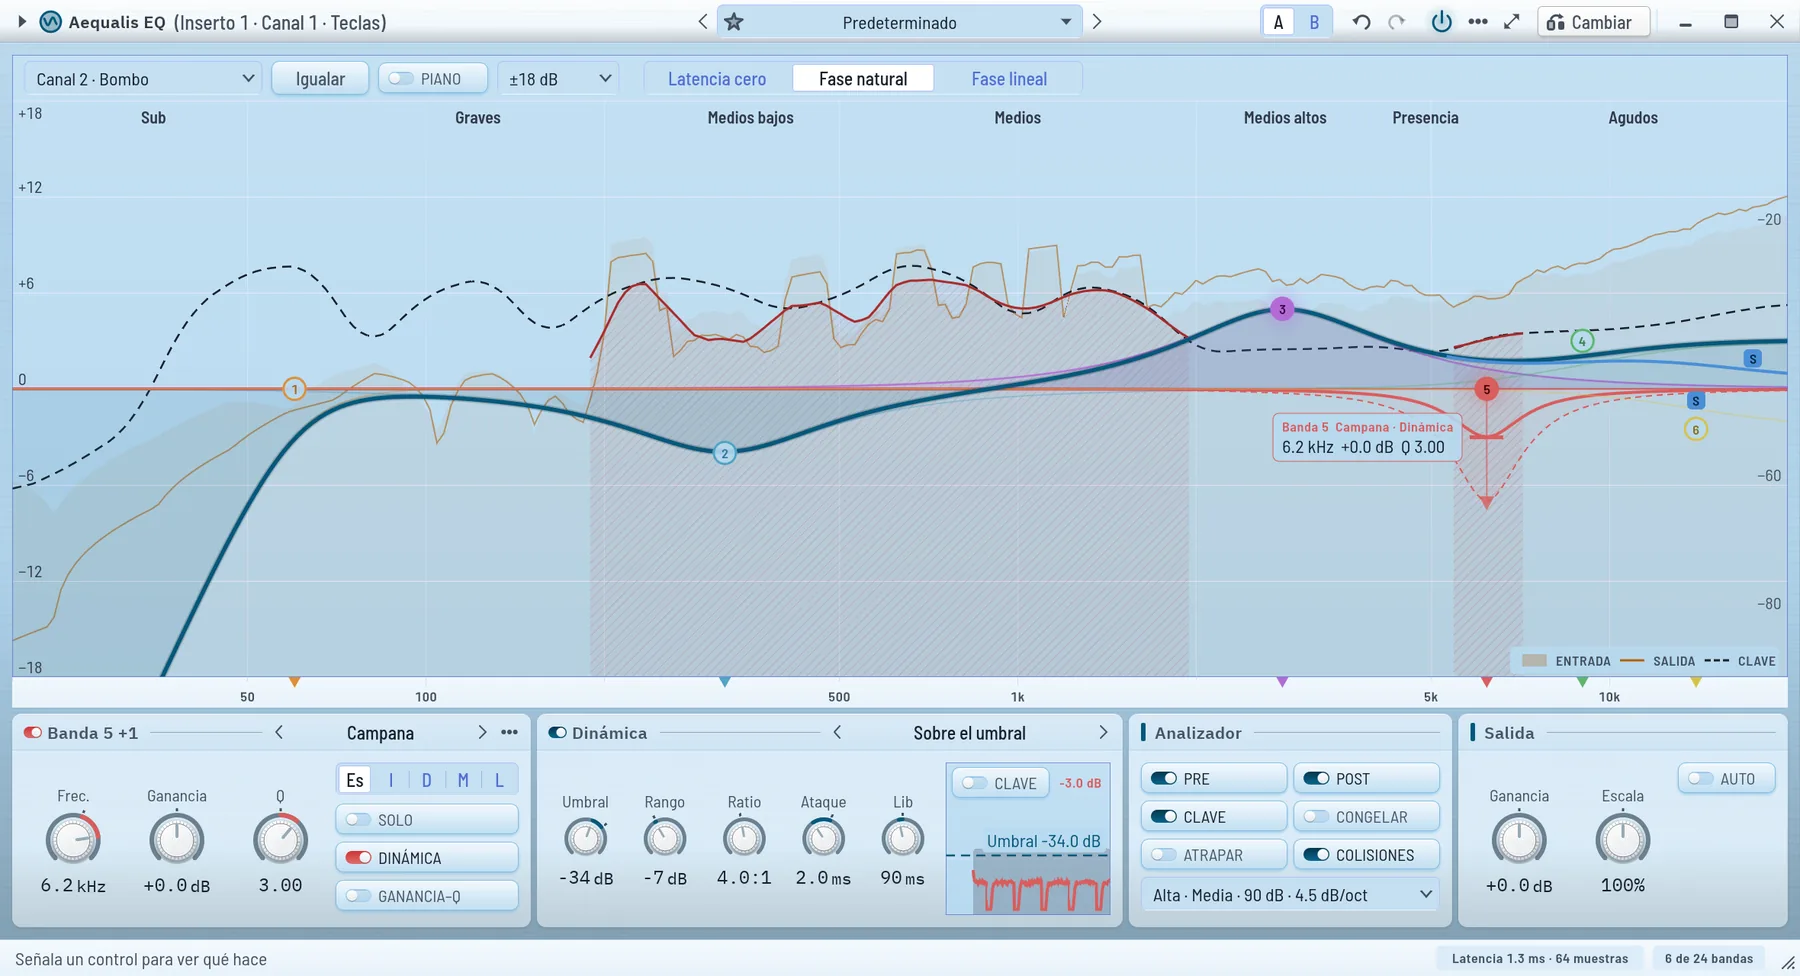 Aequalis EQ (Inserto 1 · Canal 1 · Teclas)
Predeterminado
A B
Cambiar
Canal 2 · Bombo
Igualar
PIANO
±18 dB
Latencia cero
Fase natural
Fase lineal
Sub
Graves
Medios bajos
Medios
Medios altos
Presencia
Agudos
+18
+12
+6
0
−6
−12
−18
−20
−60
−80
1
2
3
4
5
6
S
S
Banda 5 Campana · Dinámica
6.2 kHz +0.0 dB Q 3.00
ENTRADA SALIDA CLAVE
50 100 500 1k 5k 10k
Banda 5 +1
Campana
Frec.
Ganancia
Q
6.2 kHz
+0.0 dB
3.00
Es I D M L
SOLO
DINÁMICA
GANANCIA-Q
Dinámica
Sobre el umbral
Umbral
Rango
Ratio
Ataque
Lib
-34 dB
-7 dB
4.0:1
2.0 ms
90 ms
CLAVE
-3.0 dB
Umbral -34.0 dB
Analizador
PRE
POST
CLAVE
CONGELAR
ATRAPAR
COLISIONES
Alta · Media · 90 dB · 4.5 dB/oct
Salida
AUTO
Ganancia
Escala
+0.0 dB
100%
Señala un control para ver qué hace
Latencia 1.3 ms · 64 muestras
6 de 24 bandas